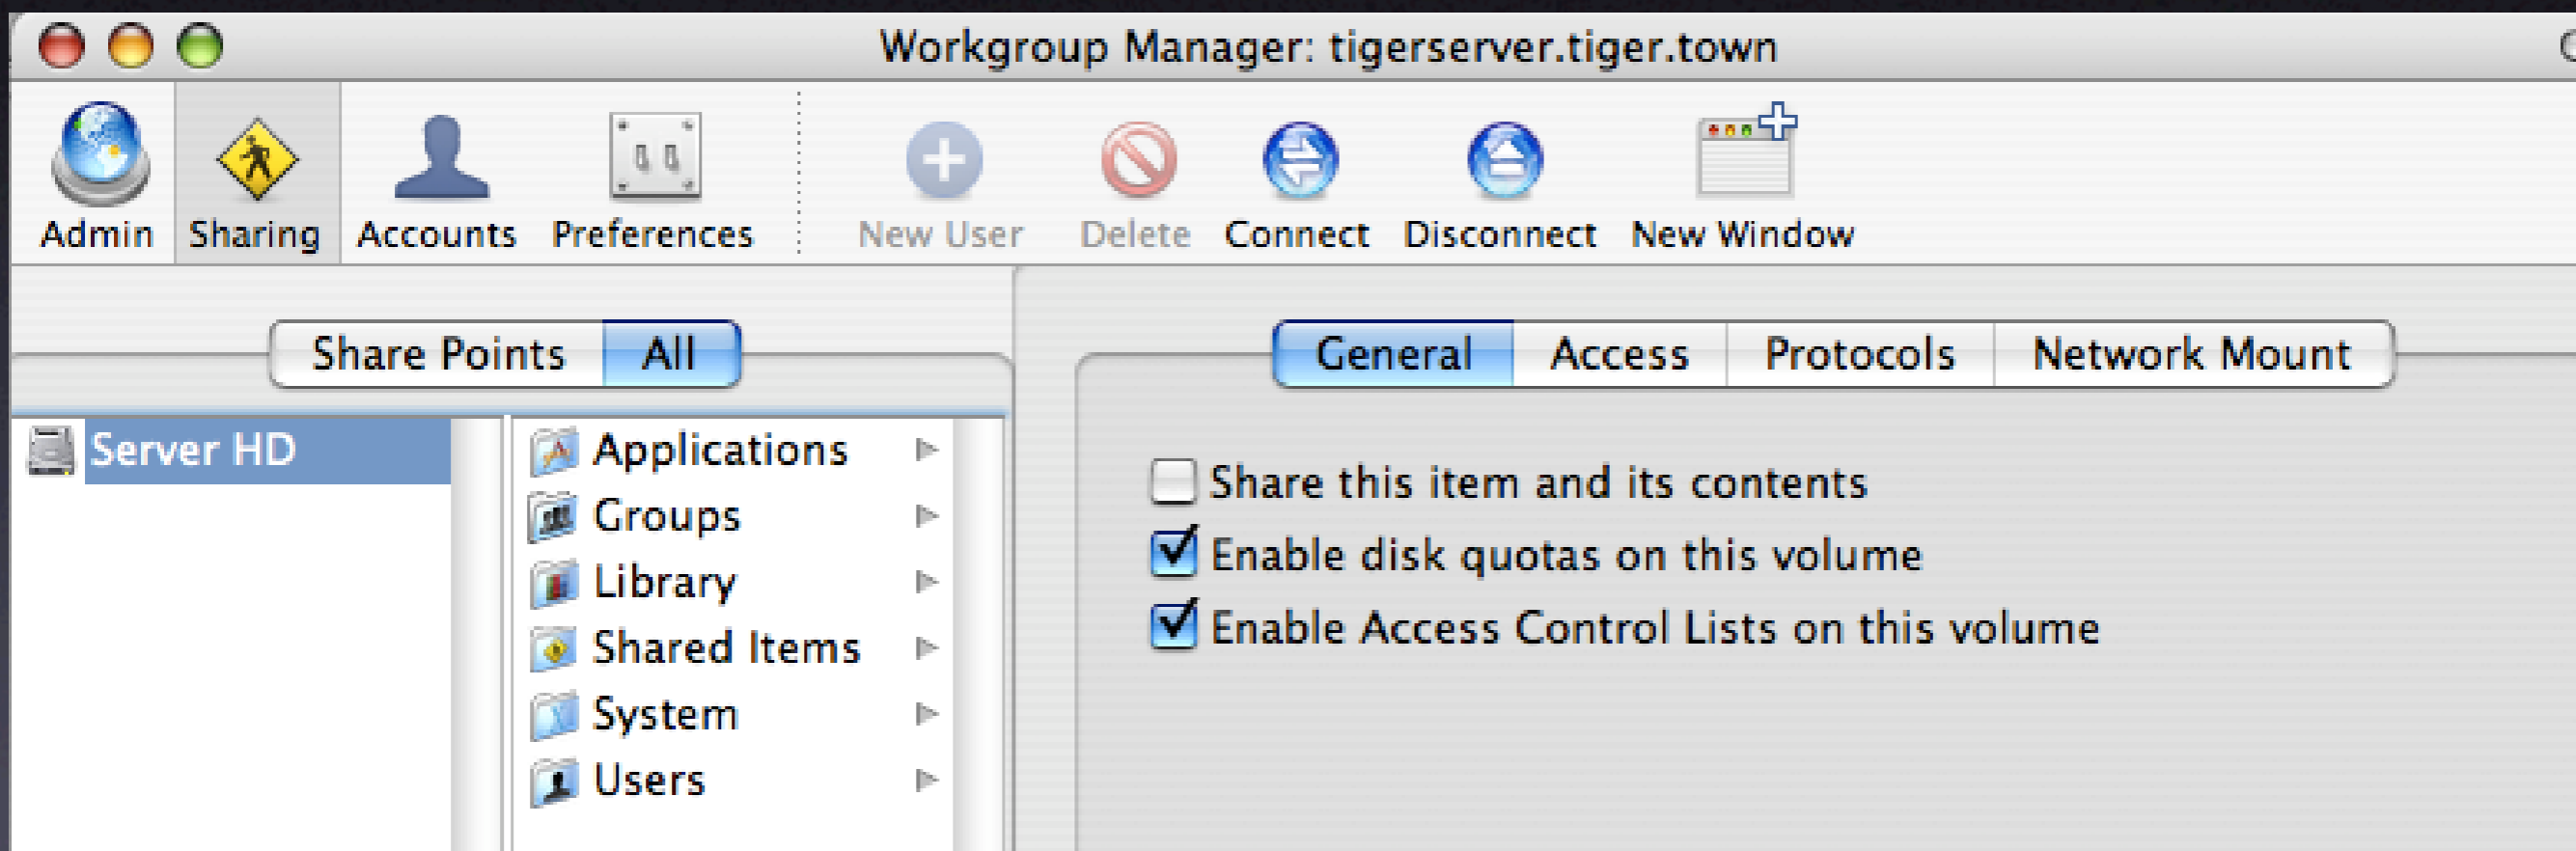 Workgroup Manager: tigerserver.tiger.town
Admin Sharing Accounts Preferences New User Delete Connect Disconnect New Window
Share Points All
General Access Protocols Network Mount
Server HD
Applications
Groups
Library
Shared Items
System
Users
Share this item and its contents
Enable disk quotas on this volume
Enable Access Control Lists on this volume